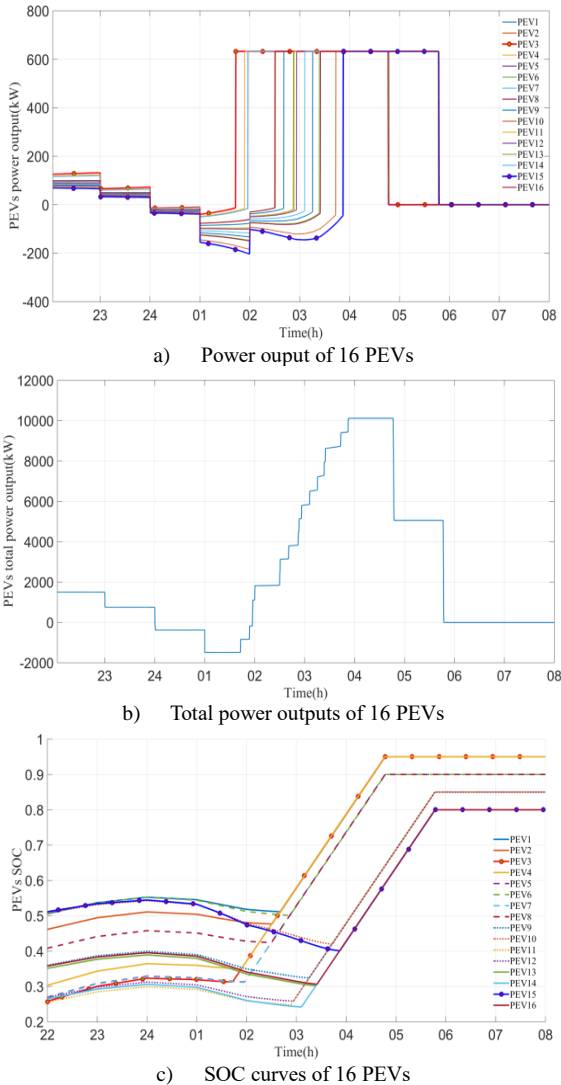 800
600
400
200
0
-200
-400
PEVs power output(kW)
PEV1
PEV2
PEV3
PEV4
PEV5
PEV6
PEV7
PEV8
PEV9
PEV10
PEV11
PEV12
PEV13
PEV14
PEV15
PEV16
23 24 01 02 03 04 05 06 07 08
Time(h)
a) Power ouput of 16 PEVs
12000
10000
8000
6000
4000
2000
0
-2000
PEVs total power output(kW)
23 24 01 02 03 04 05 06 07 08
Time(h)
b) Total power outputs of 16 PEVs
1
0.9
0.8
0.7
0.6
0.5
0.4
0.3
0.2
PEVs SOC
PEV1
PEV2
PEV3
PEV4
PEV5
PEV6
PEV7
PEV8
PEV9
PEV10
PEV11
PEV12
PEV13
PEV14
PEV15
PEV16
22 23 24 01 02 03 04 05 06 07 08
Time(h)
c) SOC curves of 16 PEVs